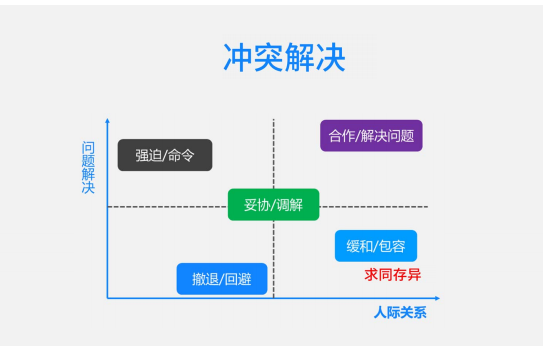 冲突解决
问题解决
强迫/命令
合作/解决问题
妥协/调解
缓和/包容
求同存异
撤退/回避
人际关系